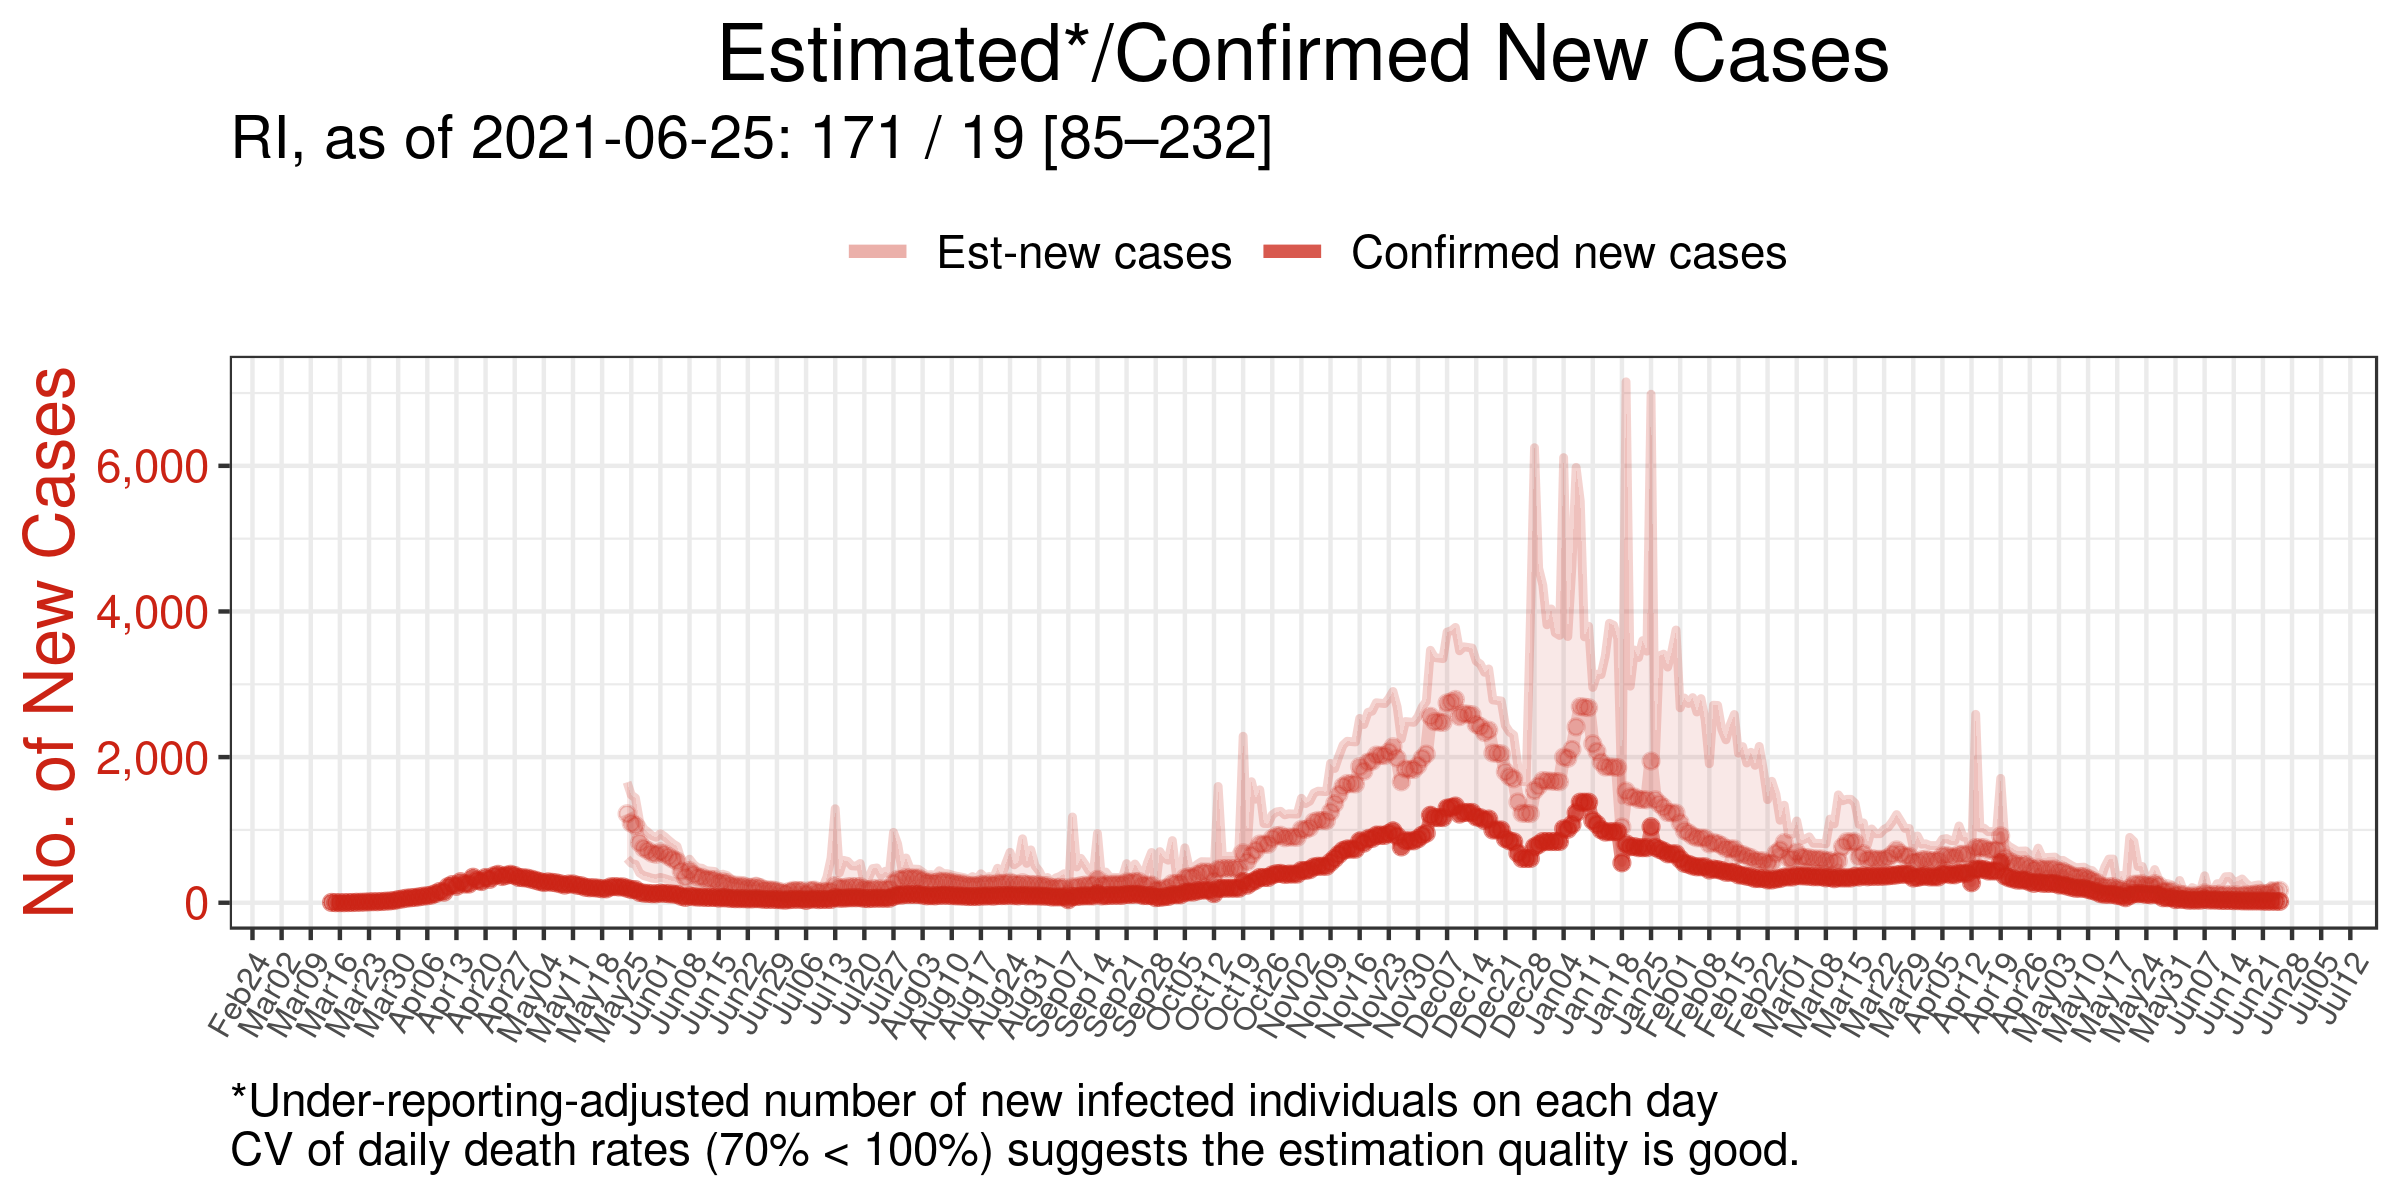 Estimated*/Confirmed New Cases
RI, as of 2021-06-25: 171 / 19 [85–232]
Est-new cases Confirmed new cases
No. of New Cases
6,000
4,000
2,000
0
Feb24 Mar02 Mar09 Mar16 Mar23 Mar30 Apr06 Apr13 Apr20 Apr27 May04 May11 May18 May25 Jun01 Jun08 Jun15 Jun22 Jun29 Jul06 Jul13 Jul20 Jul27 Aug03 Aug10 Aug17 Aug24 Aug31 Sep07 Sep14 Sep21 Sep28 Oct05 Oct12 Oct19 Oct26 Nov02 Nov09 Nov16 Nov23 Nov30 Dec07 Dec14 Dec21 Dec28 Jan04 Jan11 Jan18 Jan25 Feb01 Feb08 Feb15 Feb22 Mar01 Mar08 Mar15 Mar22 Mar29 Apr05 Apr12 Apr19 Apr26 May03 May10 May17 May24 May31 Jun07 Jun14 Jun21 Jun28 Jul05 Jul12
*Under-reporting-adjusted number of new infected individuals on each day
CV of daily death rates (70% < 100%) suggests the estimation quality is good.